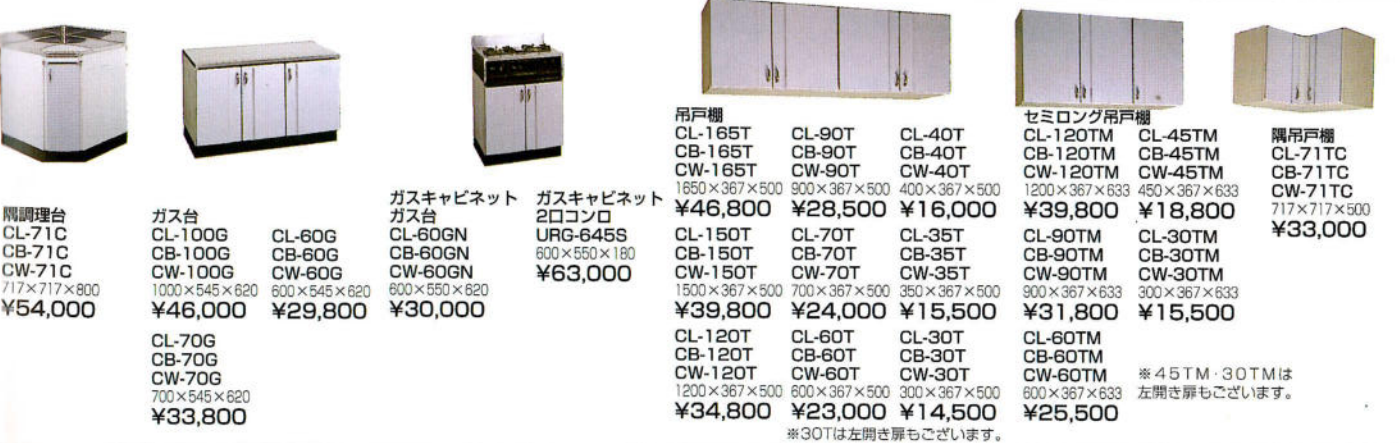 隅調理台
CL-71C
CB-71C
CW-71C
717×717×800
¥54,000
ガス台
CL-100G
CB-100G
CW-100G
1000×545×620
¥46,000
CL-70G
CB-70G
CW-70G
700×545×620
¥33,800
CL-60G
CB-60G
CW-60G
600×545×620
¥29,800
ガスキャビネット
ガス台
CL-60GN
CB-60GN
CW-60GN
600×550×620
¥30,000
ガスキャビネット
2口コンロ
URG-645S
600×550×180
¥63,000
吊戸棚
CL-165T
CB-165T
CW-165T
1650×367×500
¥46,800
CL-150T
CB-150T
CW-150T
1500×367×500
¥39,800
CL-120T
CB-120T
CW-120T
1200×367×500
¥34,800
CL-90T
CB-90T
CW-90T
900×367×500
¥28,500
CL-70T
CB-70T
CW-70T
700×367×500
¥24,000
CL-60T
CB-60T
CW-60T
600×367×500
¥23,000
CL-40T
CB-40T
CW-40T
400×367×500
¥16,000
CL-35T
CB-35T
CW-35T
350×367×500
¥15,500
CL-30T
CB-30T
CW-30T
300×367×500
¥14,500
※30Tは左開き扉もございます。
セミロング吊戸棚
CL-120TM
CB-120TM
CW-120TM
1200×367×633
¥39,800
CL-90TM
CB-90TM
CW-90TM
900×367×633
¥31,800
CL-60TM
CB-60TM
CW-60TM
600×367×633
¥25,500
CL-45TM
CB-45TM
CW-45TM
450×367×633
¥18,800
CL-30TM
CB-30TM
CW-30TM
300×367×633
¥15,500
※45TM・30TMは
左開き扉もございます。
隅吊戸棚
CL-71TC
CB-71TC
CW-71TC
717×717×500
¥33,000